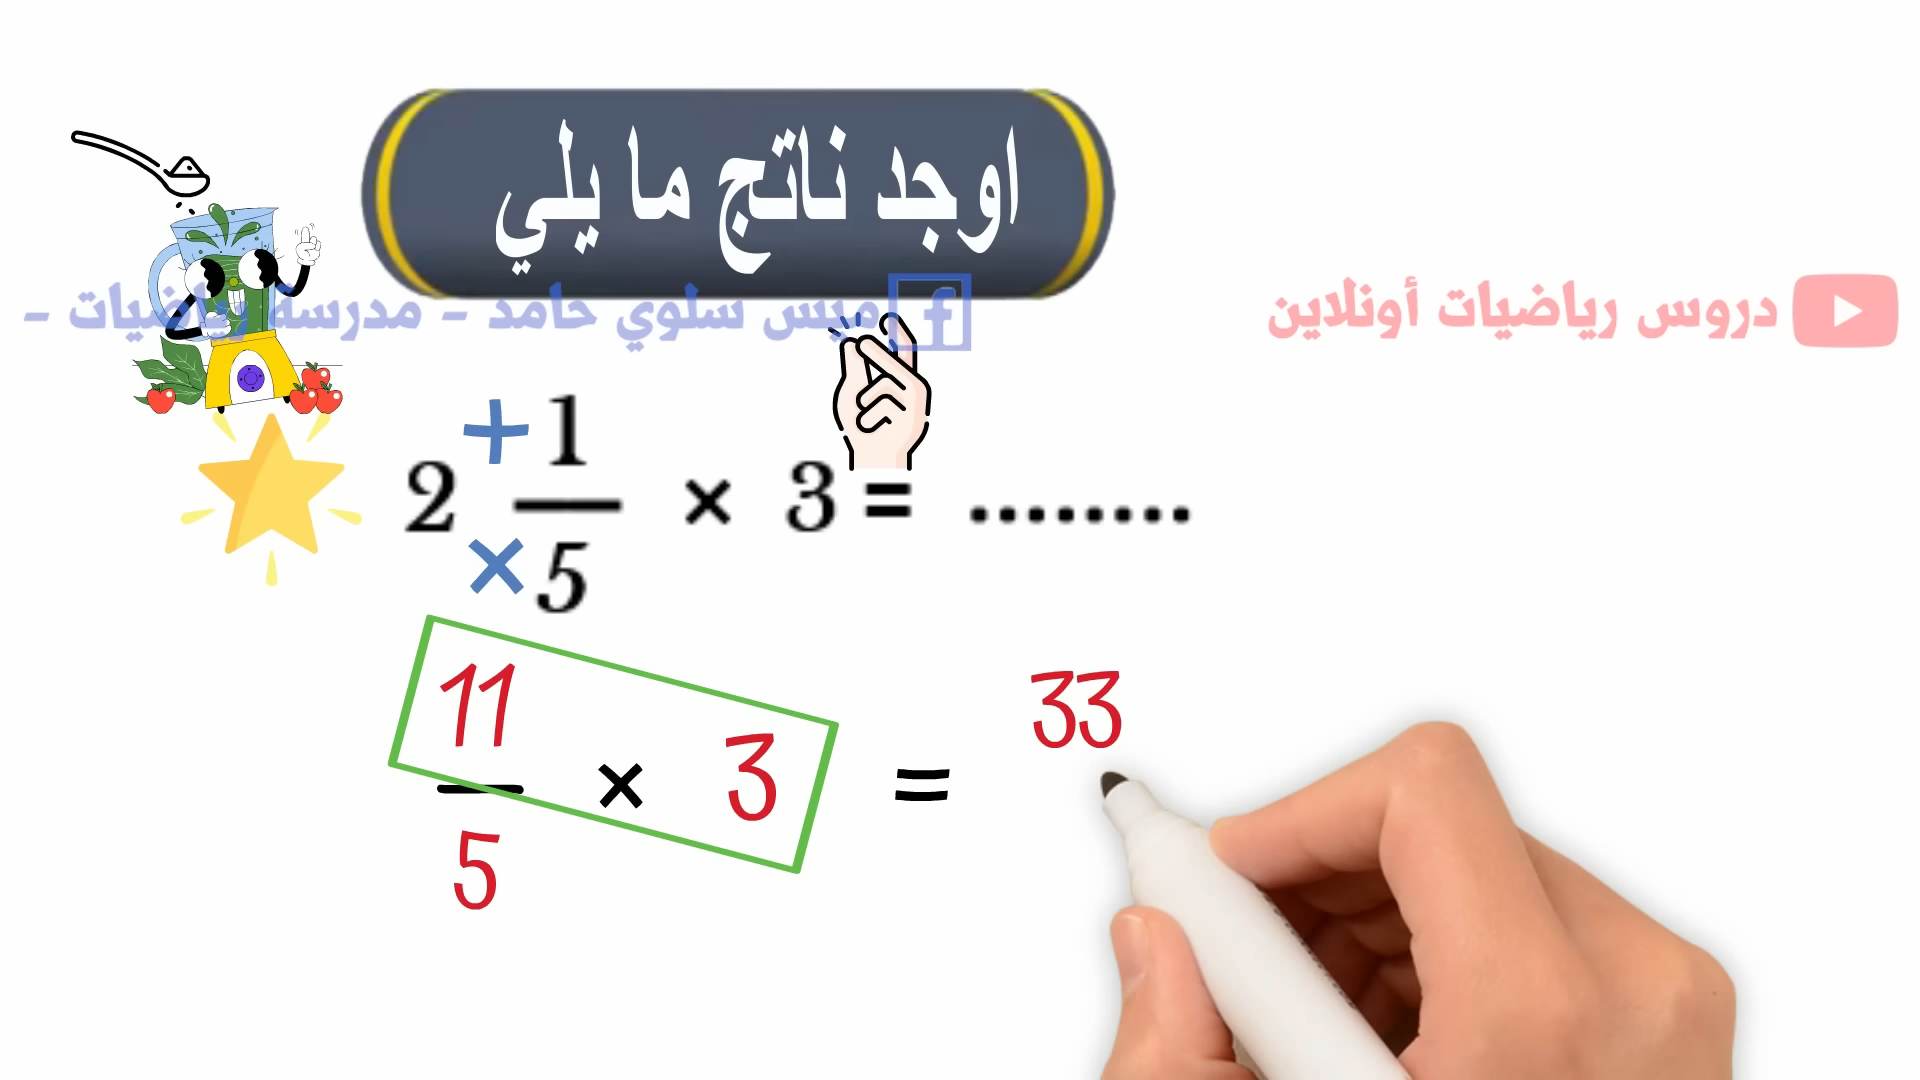 اوجد ناتج ما يلي
ميس سلوي حامد - مدرسة رياضيات -
دروس رياضيات أونلاين
2 + 1/5 × 3 = ........
×
11/5 × 3 = 33